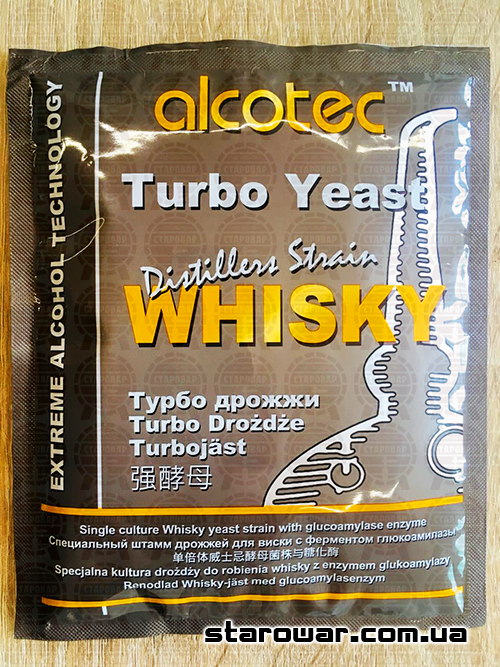 alcotec™
EXTREME ALCOHOL TECHNOLOGY
Turbo Yeast
Distillers Strain
WHISKY
Турбо дрожжи
Turbo Drożdże
Turbojäst
强酵母
Single culture Whisky yeast strain with glucoamylase enzyme
Специальный штамм дрожжей для виски с ферментом глюкоамилазы
单倍体威士忌酵母菌株与糖化酶
Specjalna kultura drożdży do robienia whisky z enzymem glukoamylazy
Renodlad Whisky-jäst med glucoamylasenzym
starowar.com.ua